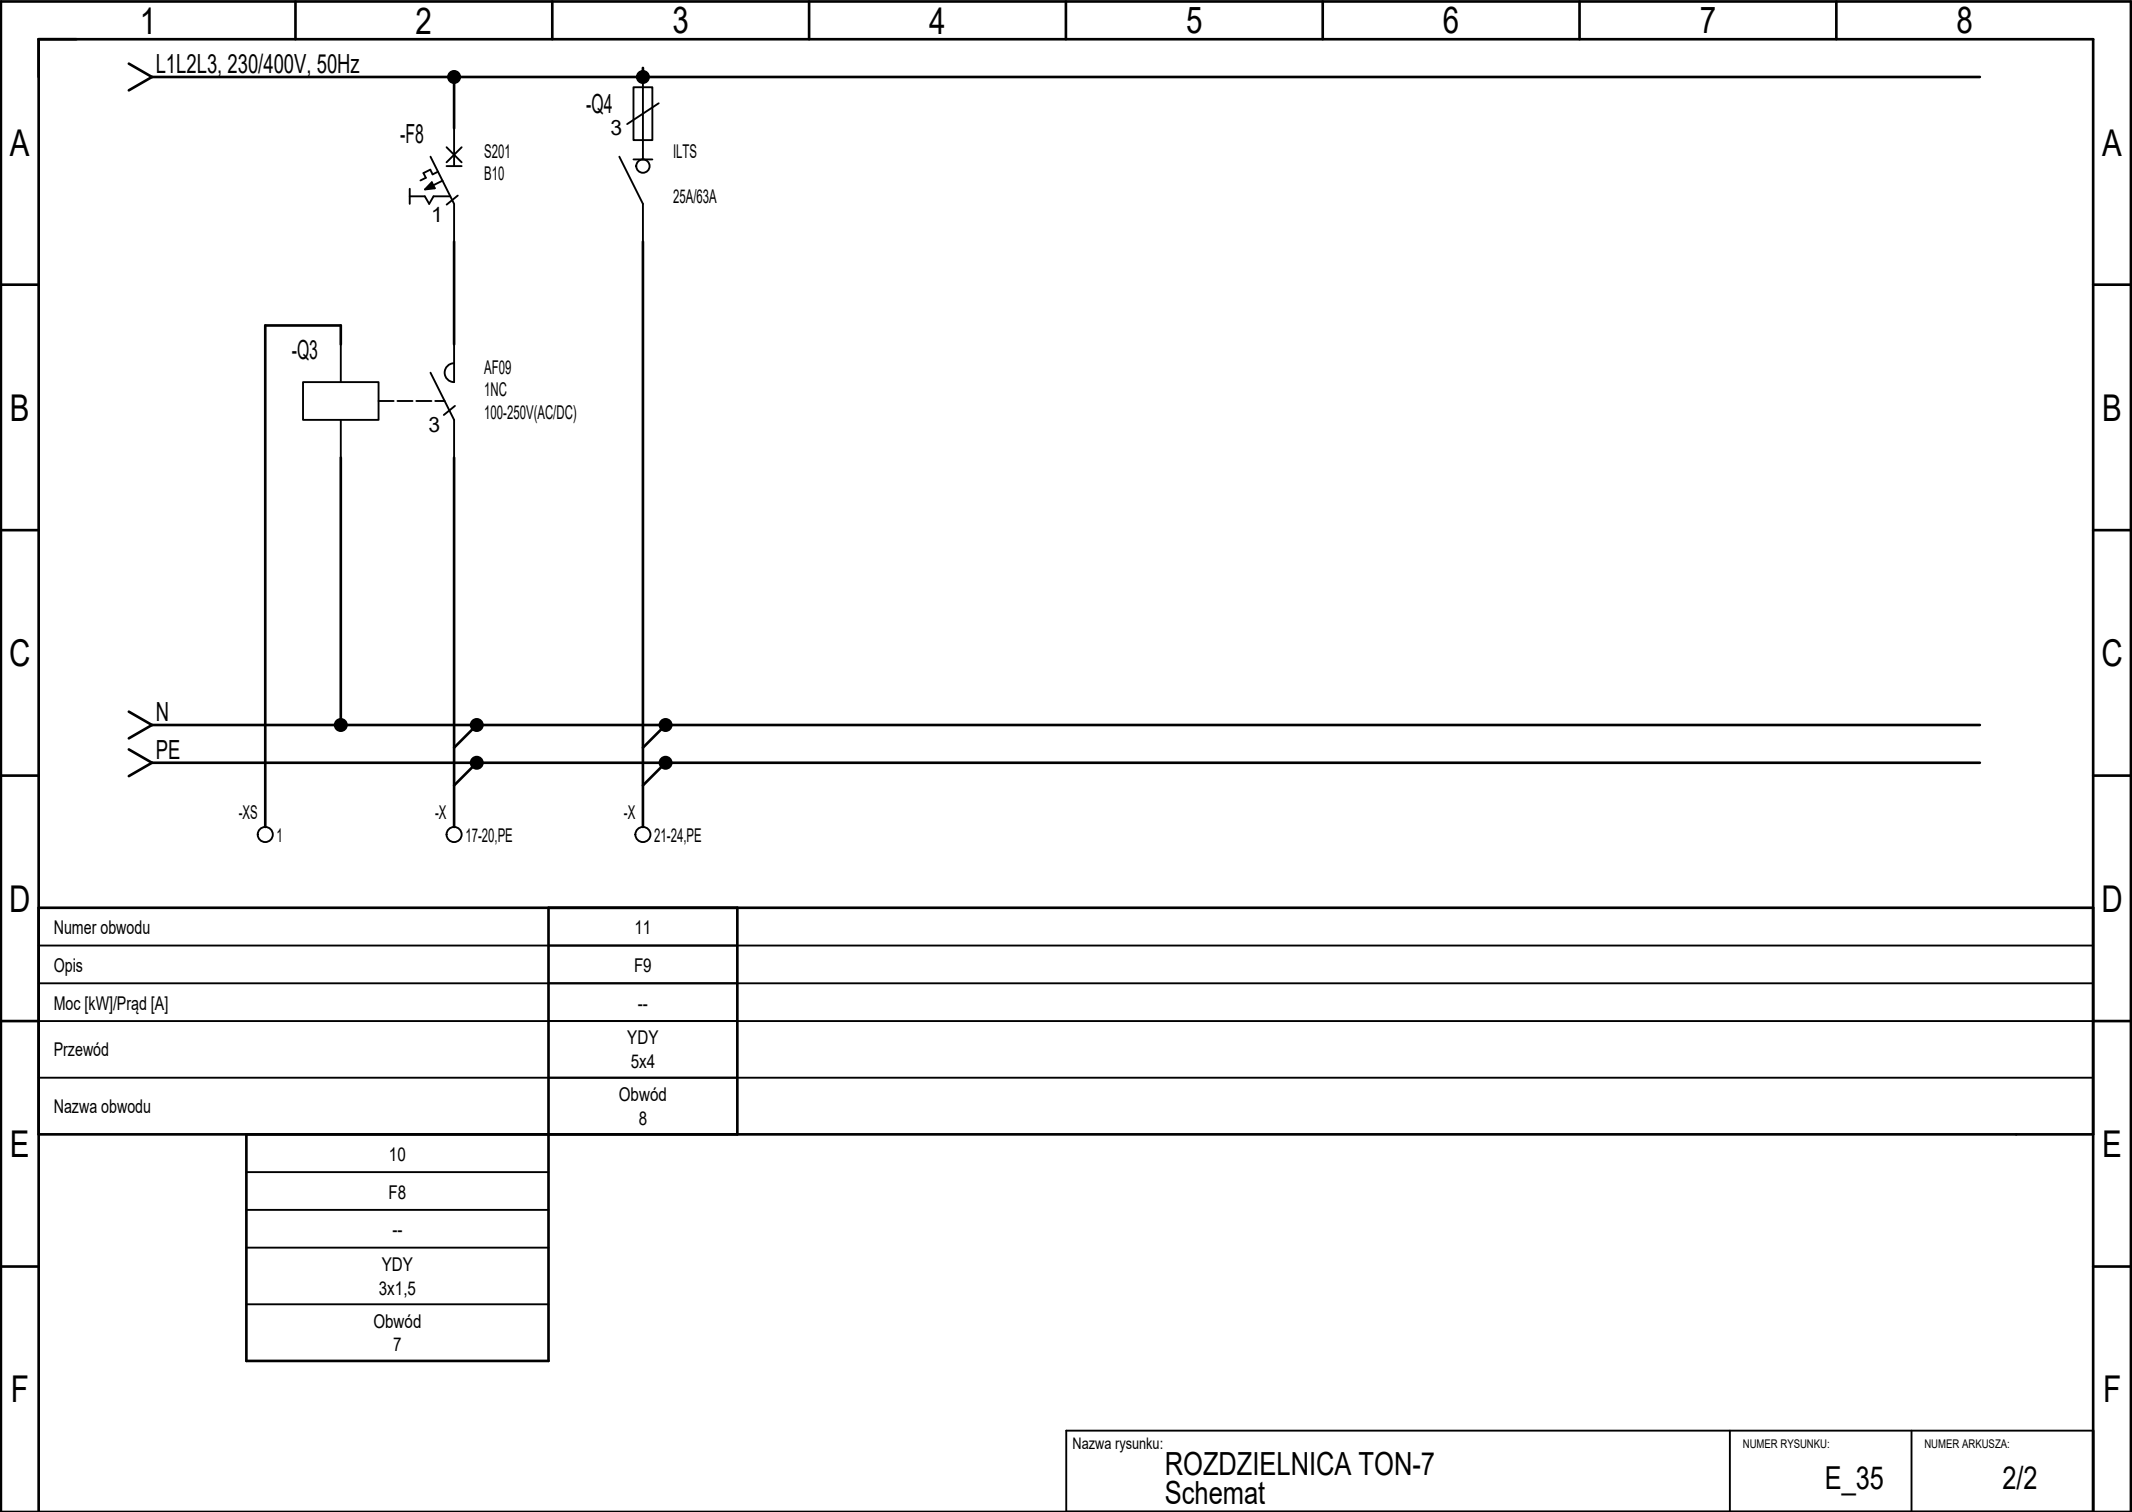 1 2 3 4 5 6 7 8
L1L2L3, 230/400V, 50Hz
-Q4
3
A
A
-F8
S201
B10
1
ILTS
25A/63A
-Q3
AF09
1NC
100-250V(AC/DC)
3
B
B
C
C
N
PE
-XS
1
-X
17-20,PE
-X
21-24,PE
D
D
Numer obwodu 11
Opis F9
Moc [kW]/Prąd [A] --
Przewód YDY
5x4
Nazwa obwodu Obwód
8
E
E
10
F8
--
YDY
3x1,5
Obwód
7
F
F
Nazwa rysunku:
ROZDZIELNICA TON-7
Schemat
NUMER RYSUNKU:
E_35
NUMER ARKUSZA:
2/2